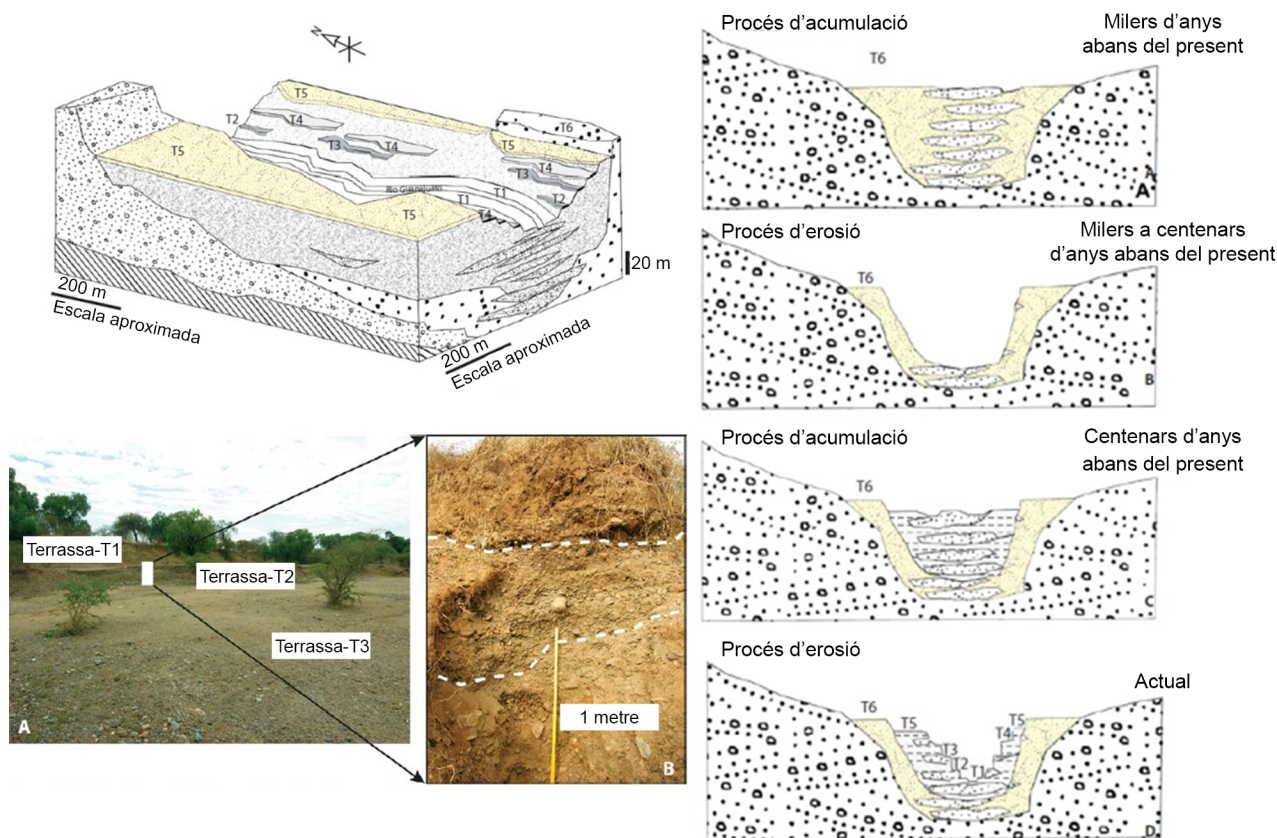 N
T5
T2
T4
T3
T4
T5
T6
T5
T4
T3
T2
Río Guanajuato
T1
T1
T5
T4
20 m
200 m
Escala aproximada
200 m
Escala aproximada
Terrassa-T1
Terrassa-T2
Terrassa-T3
A
1 metre
B
Procés d’acumulació
Milers d’anys
abans del present
T6
A
A
Procés d’erosió
Milers a centenars
d’anys abans del present
T6
B
Procés d’acumulació
Centenars d’anys
abans del present
T6
C
Procés d’erosió
Actual
T6
T5
T5
T4
T3
T2
T1
D